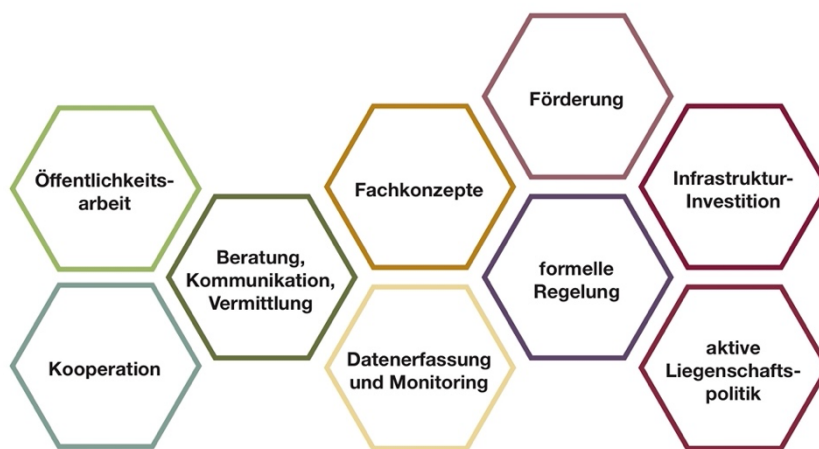 Öffentlichkeits-
arbeit
Kooperation
Beratung,
Kommunikation,
Vermittlung
Fachkonzepte
Datenerfassung
und Monitoring
Förderung
formelle
Regelung
Infrastruktur-
Investition
aktive
Liegenschafts-
politik